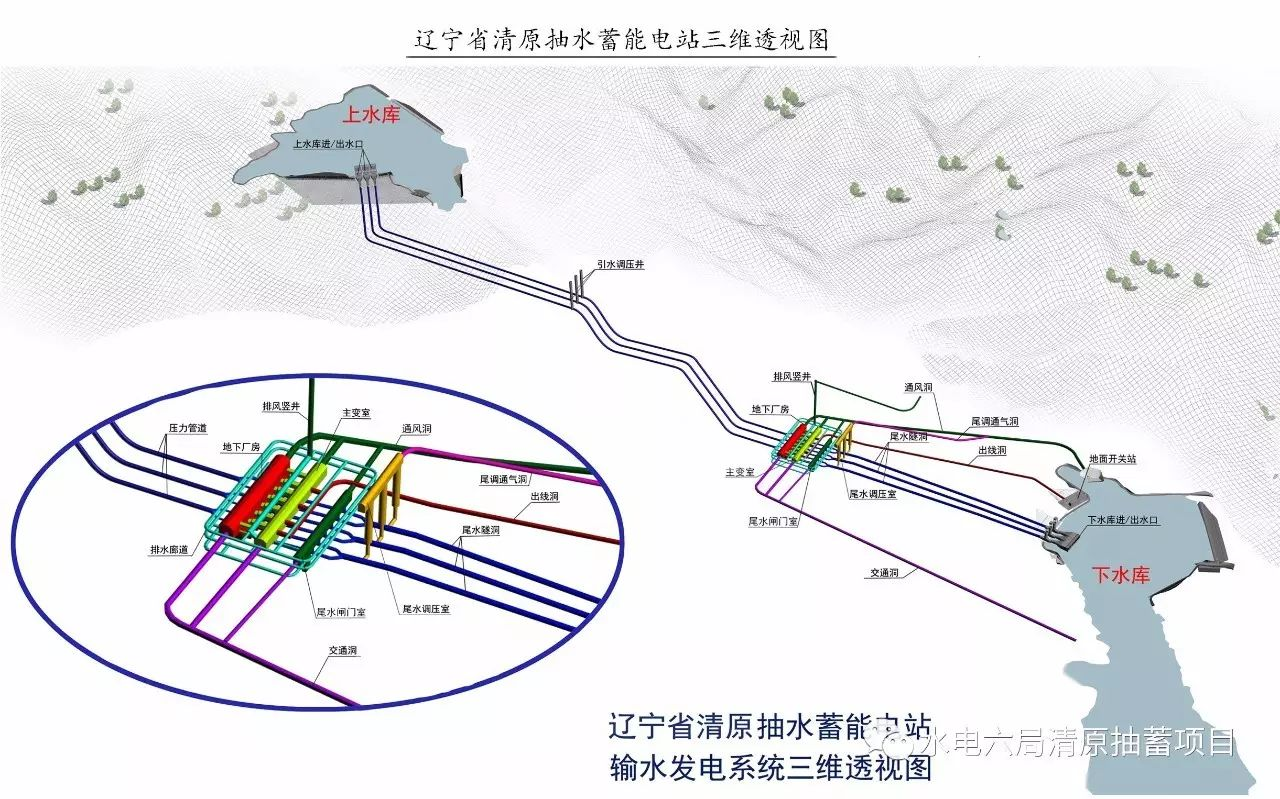 辽宁省清原抽水蓄能电站三维透视图
上水库
上水库进/出水口
引水调压井
排风竖井
通风洞
地下厂房
尾调通气洞
尾水隧洞
出线洞
地面开关站
主变室
尾水调压室
尾水闸门室
下水库进/出水口
下水库
交通洞
排风竖井
主变室
压力管道
通风洞
地下厂房
尾调通气洞
出线洞
尾水隧洞
排水廊道
尾水闸门室
尾水调压室
交通洞
辽宁省清原抽水蓄能电站
输水发电系统三维透视图
水电六局清原抽蓄项目